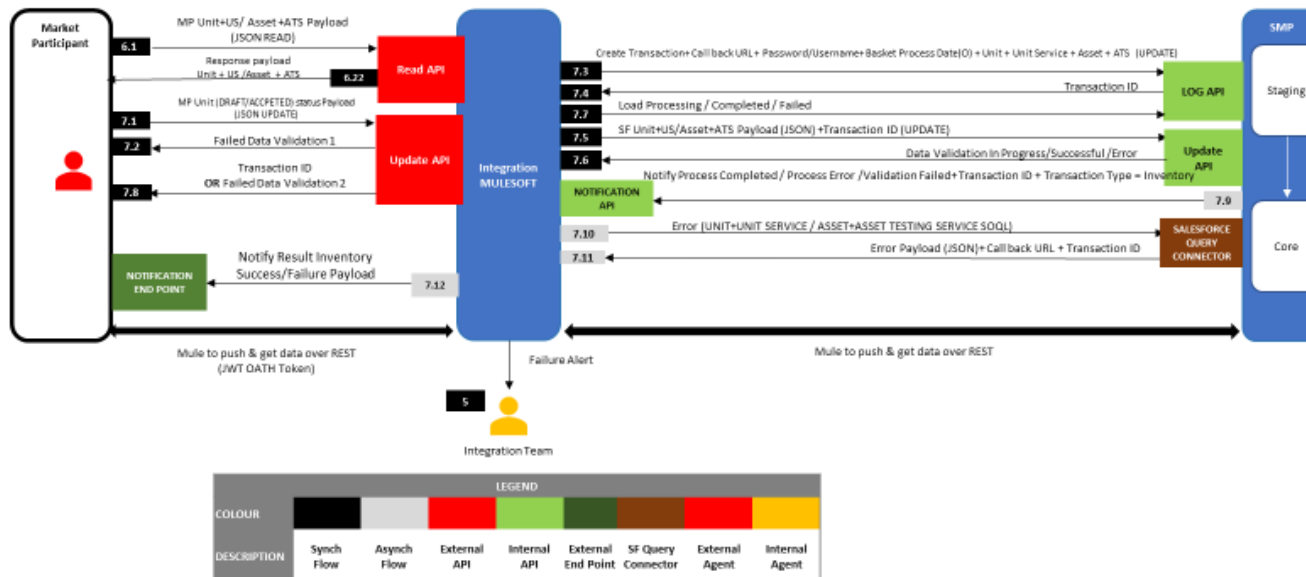 Market
Participant
MP Unit+US/ Asset +ATS Payload
(JSON READ)
6.1
Response payload
Unit + US /Asset + ATS
6.22
Read API
MP Unit (DRAFT/ACCPETED) status Payload
(JSON UPDATE)
7.1
Failed Data Validation 1
7.2
Update API
Transaction ID
OR Failed Data Validation 2
7.8
Notify Result Inventory
Success/Failure Payload
NOTIFICATION
END POINT
7.12
Mule to push & get data over REST
(JWT OATH Token)
Integration
MULESOFT
Create Transaction+ Call back URL+ Password/Username+ Basket Process Date(O) + Unit + Unit Service + Asset + ATS (UPDATE)
7.3
Transaction ID
7.4
Load Processing / Completed / Failed
7.7
LOG API
SF Unit+US/Asset+ATS Payload (JSON) +Transaction ID (UPDATE)
7.5
Data Validation In Progress/Successful /Error
7.6
Update
API
Notify Process Completed / Process Error /Validation Failed+Transaction ID + Transaction Type = Inventory
NOTIFICATION
API
7.9
Error (UNIT+UNIT SERVICE / ASSET+ASSET TESTING SERVICE SOQL)
7.10
Error Payload (JSON)+ Call back URL + Transaction ID
7.11
SALESFORCE
QUERY
CONNECTOR
SMP
Staging
Core
Mule to push & get data over REST
Failure Alert
5
Integration Team
LEGEND
COLOUR
DESCRIPTION
Synch
Flow
Asynch
Flow
External
API
Internal
API
External
End Point
SF Query
Connector
External
Agent
Internal
Agent